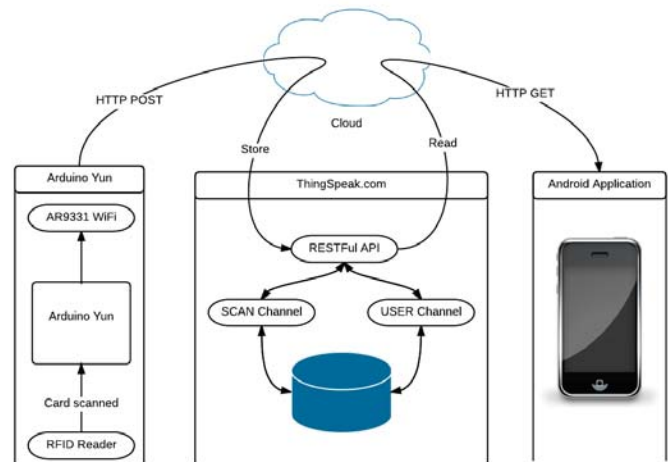 HTTP POST
HTTP GET
Cloud
Store
Read
Arduino Yun
ThingSpeak.com
Android Application
AR9331 WiFi
RESTFul API
Arduino Yun
SCAN Channel
USER Channel
Card scanned
RFID Reader